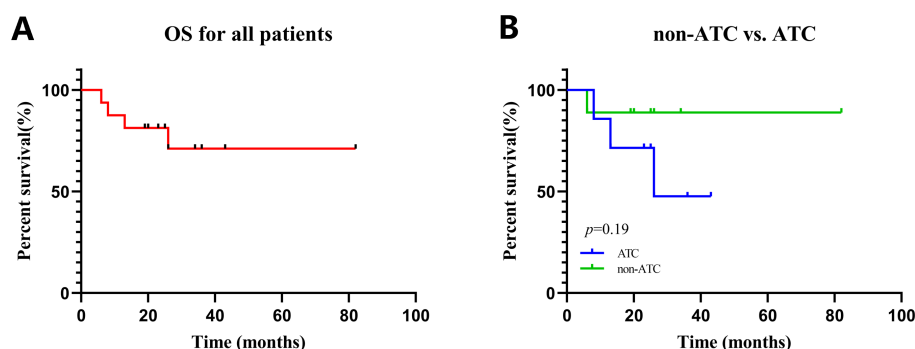 A
OS for all patients
Percent survival(%)
100
50
0
0 20 40 60 80 100
Time (months)
B
non-ATC vs. ATC
Percent survival(%)
100
50
0
p=0.19
ATC
non-ATC
0 20 40 60 80 100
Time (months)